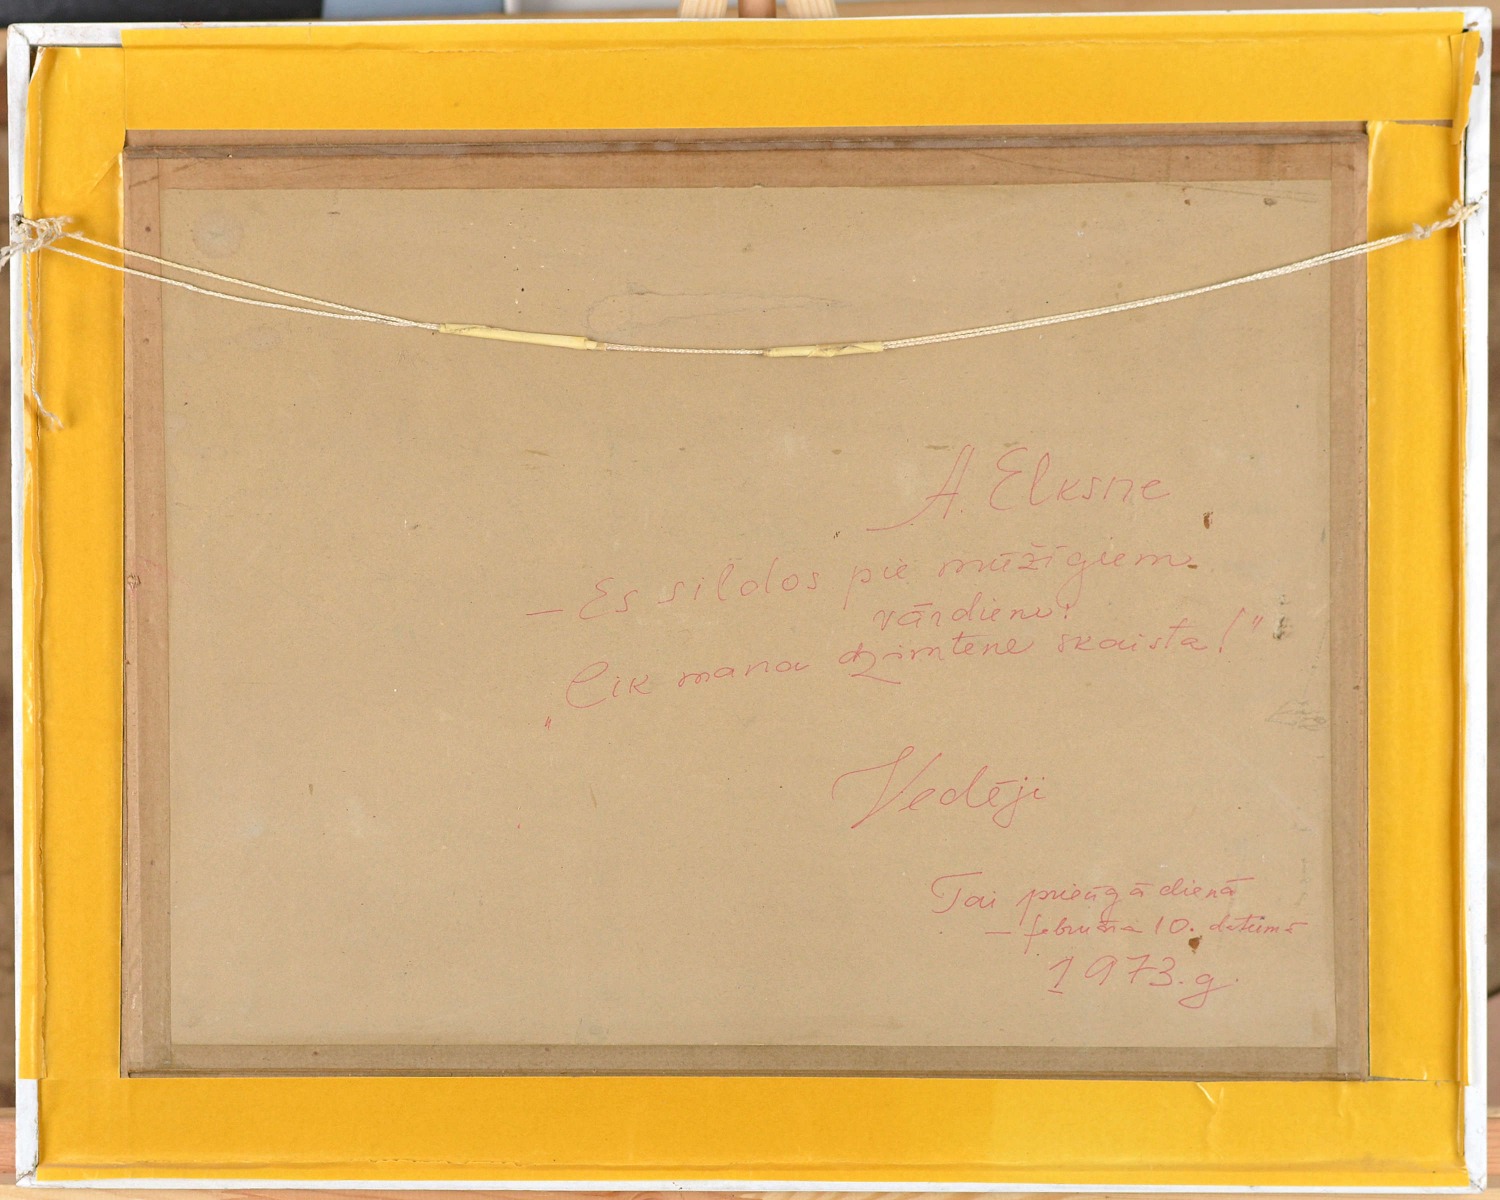 A. Elksne
— Es sildos pie mūžīgiem
vārdiem:
„Cik mana dzimtene skaista!"
Vedēji
Tai priecīgā dienā
— februāra 10. datumā
1973.g.